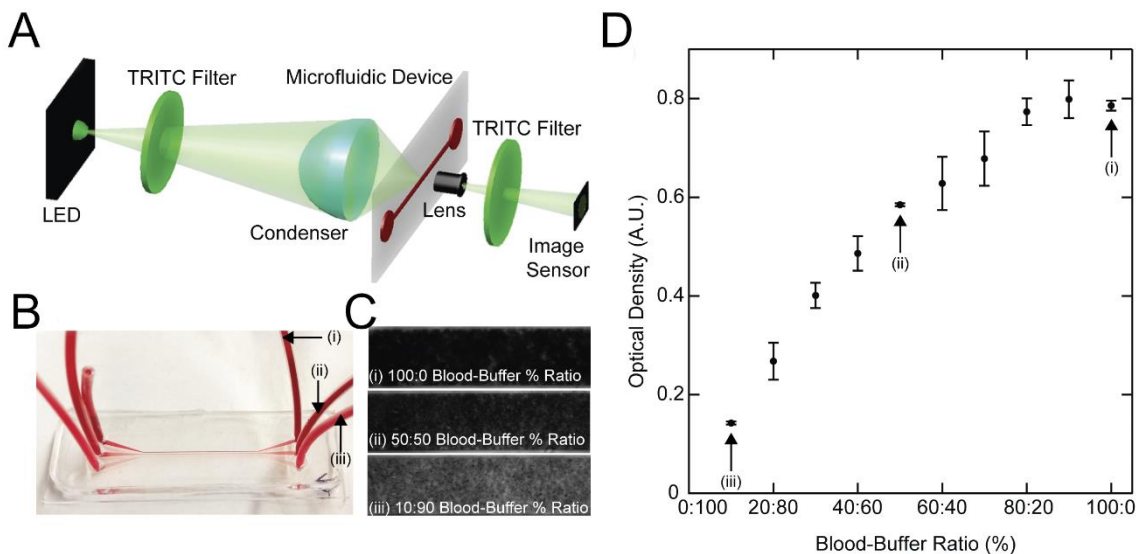 A
TRITC Filter
Microfluidic Device
TRITC Filter
LED
Condenser
Lens
Image
Sensor
B
(i)
(ii)
(iii)
C
(i) 100:0 Blood-Buffer % Ratio
(ii) 50:50 Blood-Buffer % Ratio
(iii) 10:90 Blood-Buffer % Ratio
D
Optical Density (A.U.)
0.8
0.6
0.4
0.2
0
(i)
(ii)
(iii)
0:100 20:80 40:60 60:40 80:20 100:0
Blood-Buffer Ratio (%)